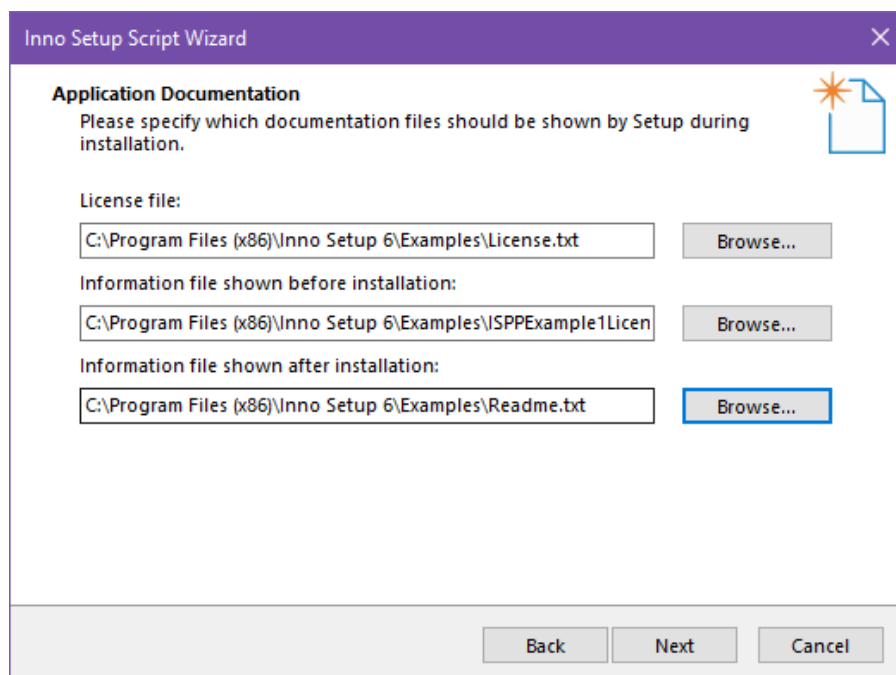 Inno Setup Script Wizard
Application Documentation
Please specify which documentation files should be shown by Setup during
installation.
License file:
C:\Program Files (x86)\Inno Setup 6\Examples\License.txt
Browse...
Information file shown before installation:
C:\Program Files (x86)\Inno Setup 6\Examples\ISPPExample1Licen
Browse...
Information file shown after installation:
C:\Program Files (x86)\Inno Setup 6\Examples\Readme.txt
Browse...
Back
Next
Cancel